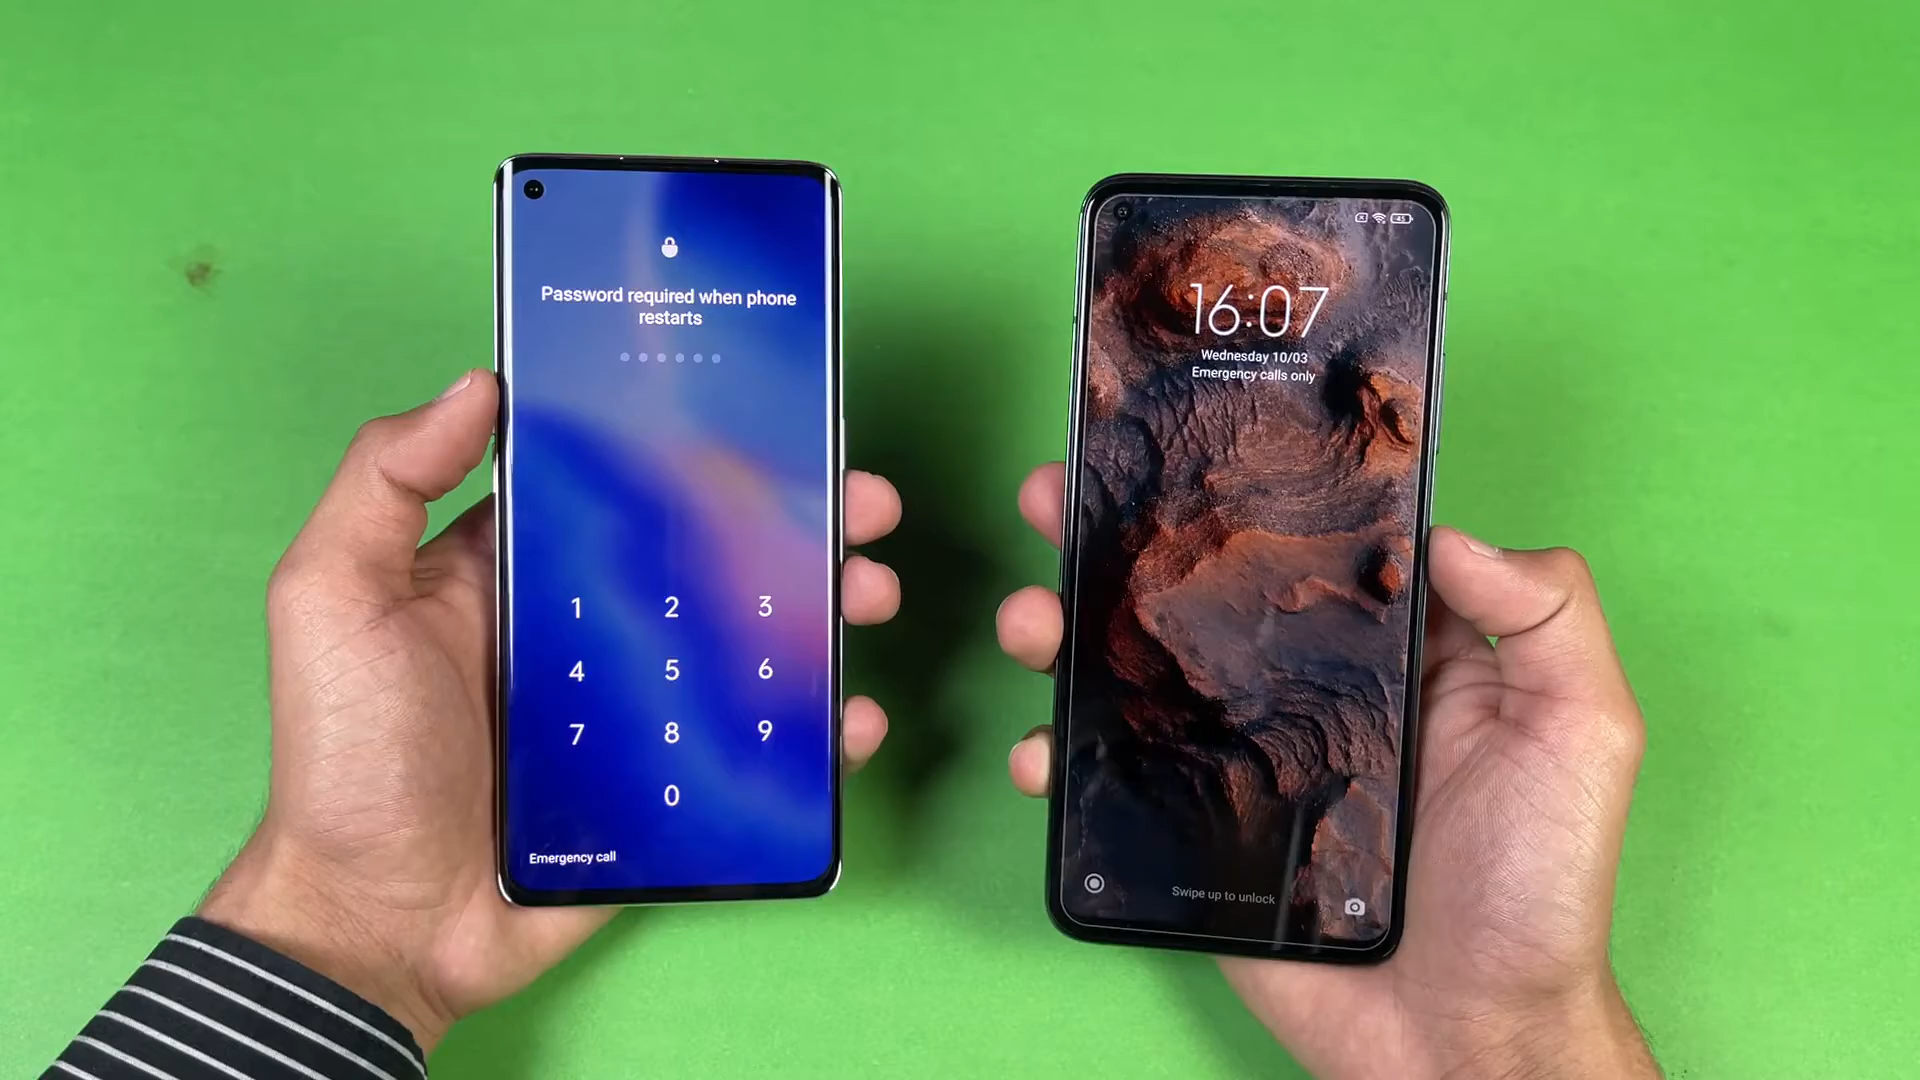 Password required when phone
restarts
1 2 3
4 5 6
7 8 9
0
Emergency call
45
16:07
Wednesday 10/03
Emergency calls only
Swipe up to unlock